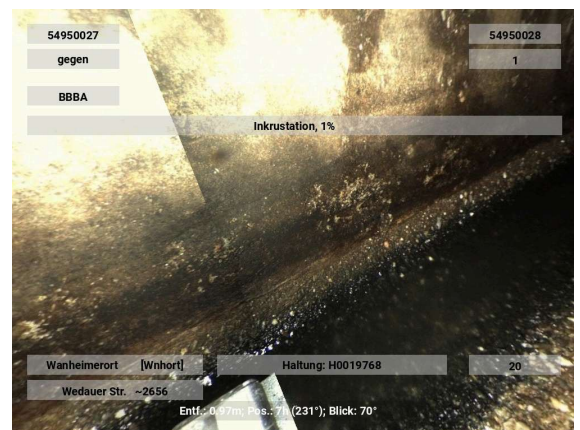 54950027 54950028
gegen 1
BBBA
Inkrustation, 1%
Wanheimerort [Wnhort] Haltung: H0019768 20
Wedauer Str. ~2656
Entf.: 0,97m; Pos.: 7h (231°); Blick: 70°